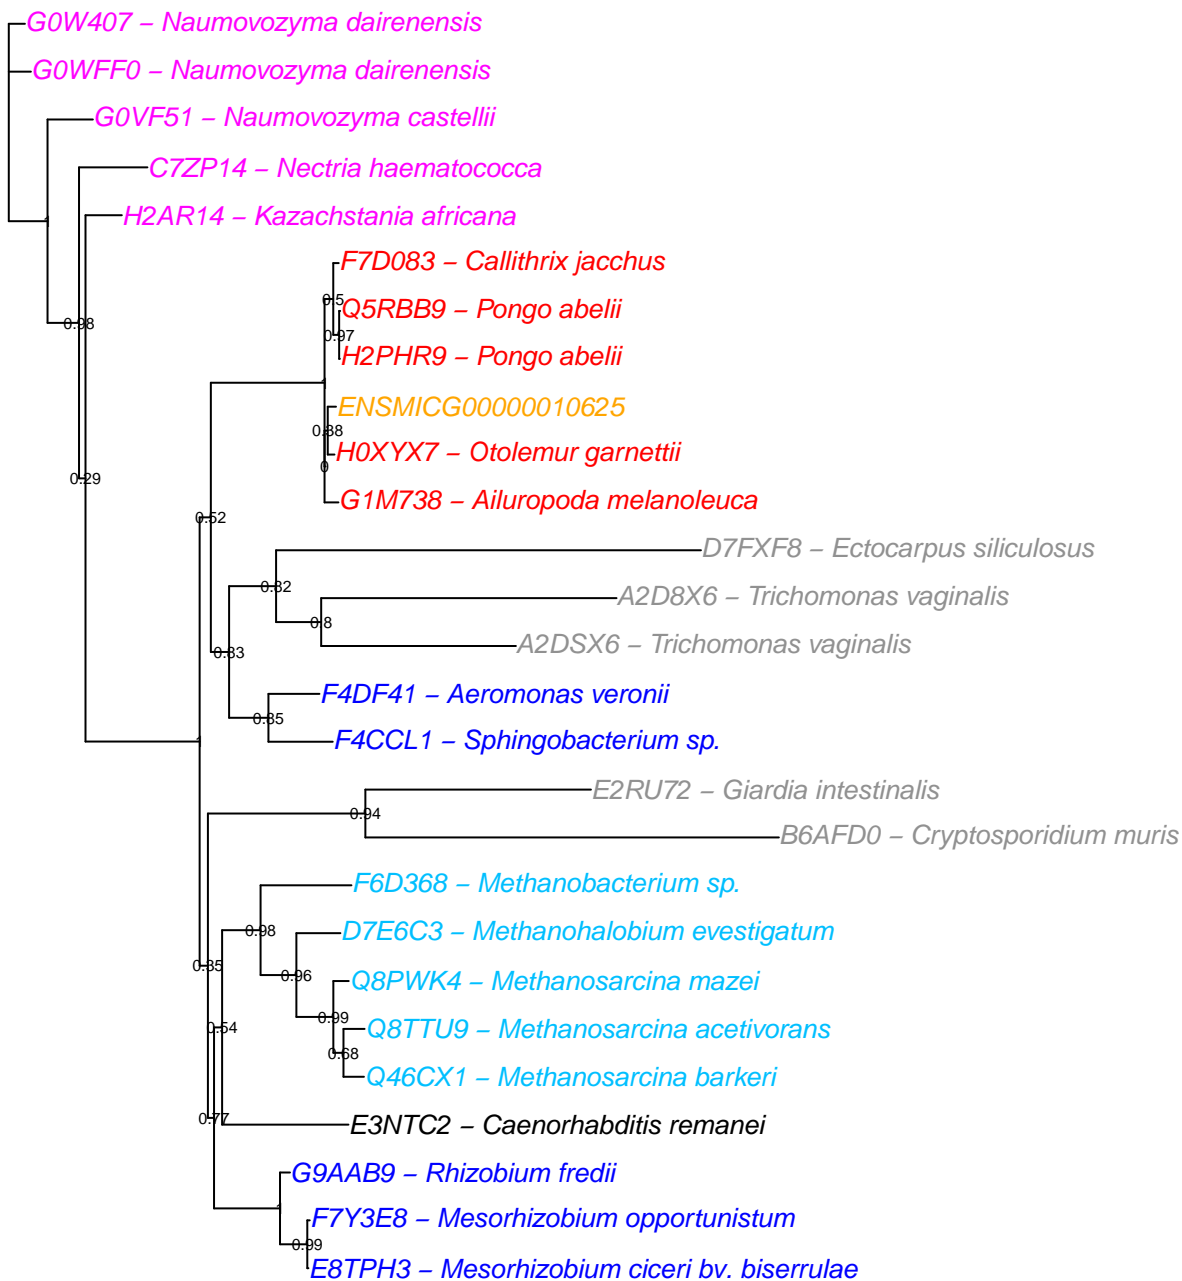 G0W407 – Naumovozyma dairenensis
G0WFF0 – Naumovozyma dairenensis
G0VF51 – Naumovozyma castellii
C7ZP14 – Nectria haematococca
H2AR14 – Kazachstania africana
1
F7D083 – Callithrix jacchus
0.5
Q5RBB9 – Pongo abelii
0.98
0.97
H2PHR9 – Pongo abelii
1
ENSMICG00000010625
0.88
H0XYX7 – Otolemur garnettii
0
0.29
G1M738 – Ailuropoda melanoleuca
0.52
D7FXF8 – Ectocarpus siliculosus
0.82
A2D8X6 – Trichomonas vaginalis
0.8
A2DSX6 – Trichomonas vaginalis
F4DF41 – Aeromonas veronii
0.85
F4CCL1 – Sphingobacterium sp.
1
E2RU72 – Giardia intestinalis
0.94
B6AFD0 – Cryptosporidium muris
F6D368 – Methanobacterium sp.
0.98
D7E6C3 – Methanohalobium evestigatum
0.96
Q8PWK4 – Methanosarcina mazei
0.99
Q8TTU9 – Methanosarcina acetivorans
0.54
0.68
Q46CX1 – Methanosarcina barkeri
0.77
E3NTC2 – Caenorhabditis remanei
G9AAB9 – Rhizobium fredii
1
F7Y3E8 – Mesorhizobium opportunistum
0.99
E8TPH3 – Mesorhizobium ciceri bv. biserrulae